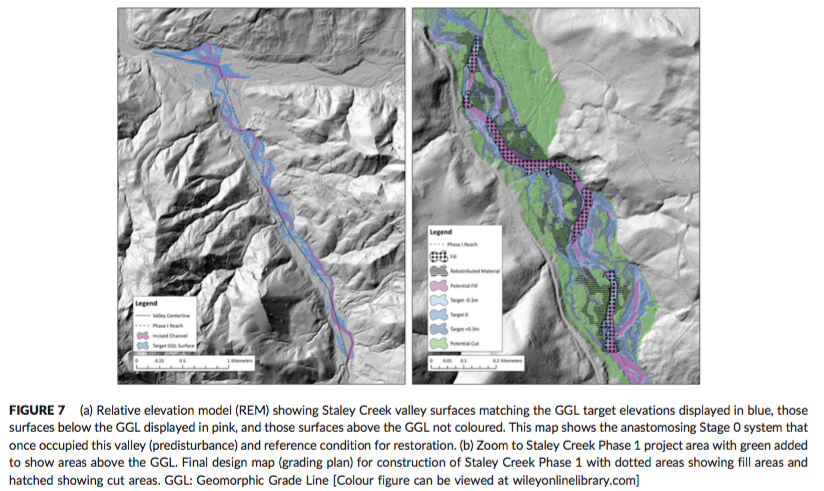 Legend
Valley Centerline
Phase I Reach
Incised Channel
Target GGL Surface
0 0.25 0.5 1 Kilometers
Legend
Phase I Reach
Fill
Redistributed Material
Potential Fill
Target -0.3m
Target 0
Target +0.3m
Potential Cut
0 0.05 0.1 0.2 Kilometers
FIGURE 7 (a) Relative elevation model (REM) showing Staley Creek valley surfaces matching the GGL target elevations displayed in blue, those
surfaces below the GGL displayed in pink, and those surfaces above the GGL not coloured. This map shows the anastomosing Stage 0 system that
once occupied this valley (predisturbance) and reference condition for restoration. (b) Zoom to Staley Creek Phase 1 project area with green added
to show areas above the GGL. Final design map (grading plan) for construction of Staley Creek Phase 1 with dotted areas showing fill areas and
hatched showing cut areas. GGL: Geomorphic Grade Line [Colour figure can be viewed at wileyonlinelibrary.com]